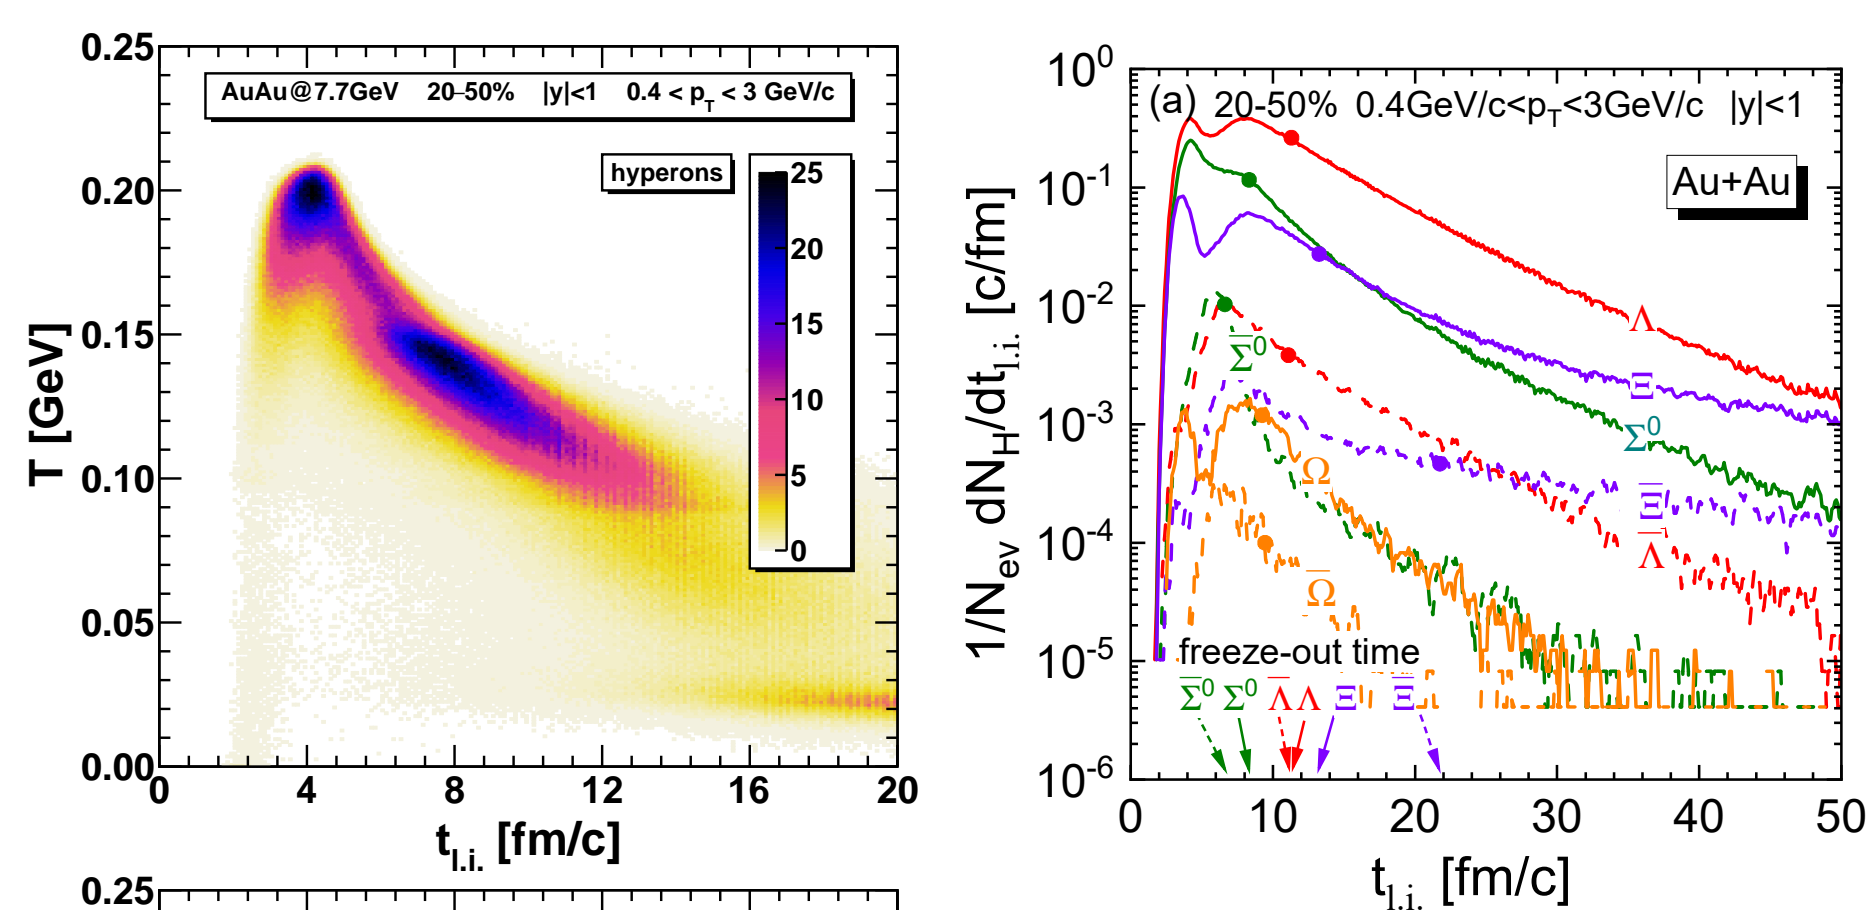 0.25
AuAu@7.7GeV 20–50% |y|<1 0.4 < p_T < 3 GeV/c
hyperons
25
20
15
10
5
0
0.20
0.15
0.10
0.05
0.00
T [GeV]
0 4 8 12 16 20
t_l.i. [fm/c]
0.25
10^0
10^-1
10^-2
10^-3
10^-4
10^-5
10^-6
1/N_ev dN_H/dt_l.i. [c/fm]
(a) 20-50% 0.4GeV/c<p_T<3GeV/c |y|<1
Au+Au
Λ
Σ̅^0
Ξ
Σ^0
Ω
Ξ̅
Λ̅
Ω̅
freeze-out time
Σ̅^0 Σ^0 Λ̅ Λ Ξ Ξ̅
0 10 20 30 40 50
t_l.i. [fm/c]